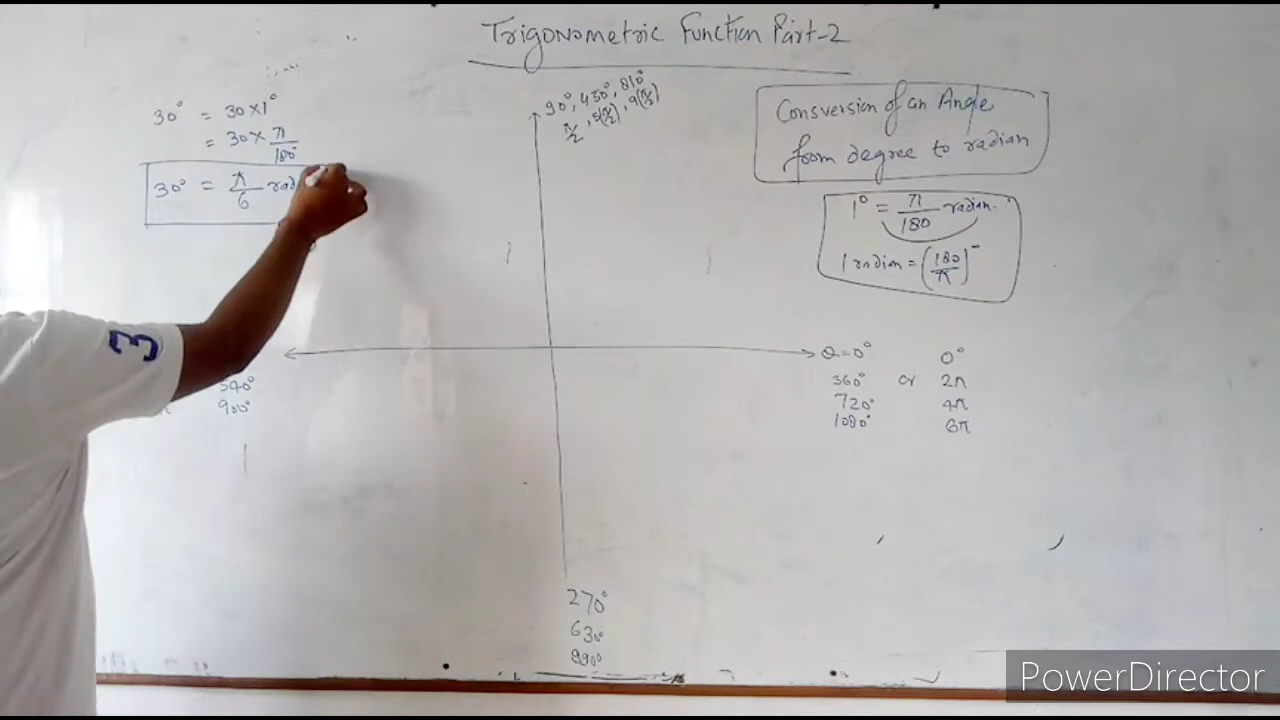 Trigonometric Function Part-2
30° = 30 × 1°
= 30 × π/180°
30° = π/6 rad
90°, 450°, 810°
π/2, 5(π/2), 9(π/2)
Consversion of an Angle
from degree to radian
1° = π/180 radian.
1 radian = (180/π)
θ=0° 0°
360° or 2π
720° 4π
1080° 6π
540°
900°
270°
630°
990°
3
PowerDirector